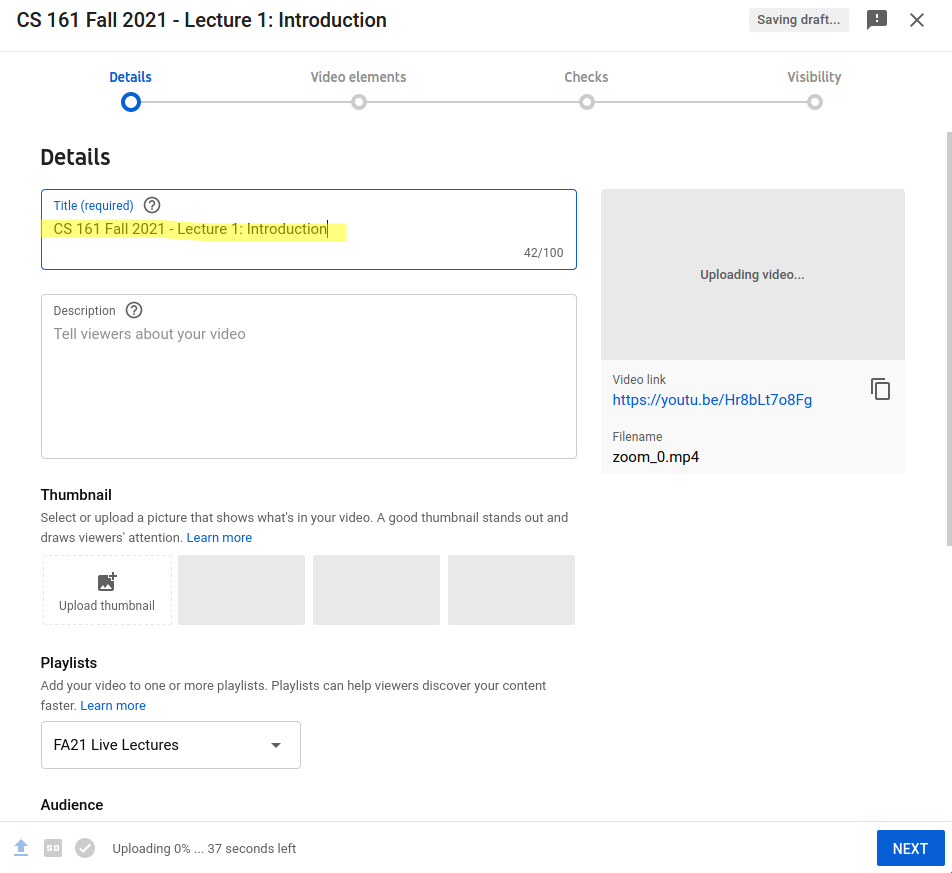 CS 161 Fall 2021 - Lecture 1: Introduction
Saving draft...
Details
Video elements
Checks
Visibility
Details
Title (required)
CS 161 Fall 2021 - Lecture 1: Introduction
42/100
Description
Tell viewers about your video
Uploading video...
Video link
https://youtu.be/Hr8bLt7o8Fg
Filename
zoom_0.mp4
Thumbnail
Select or upload a picture that shows what's in your video. A good thumbnail stands out and
draws viewers' attention. Learn more
Upload thumbnail
Playlists
Add your video to one or more playlists. Playlists can help viewers discover your content
faster. Learn more
FA21 Live Lectures
Audience
SD
Uploading 0% ... 37 seconds left
NEXT